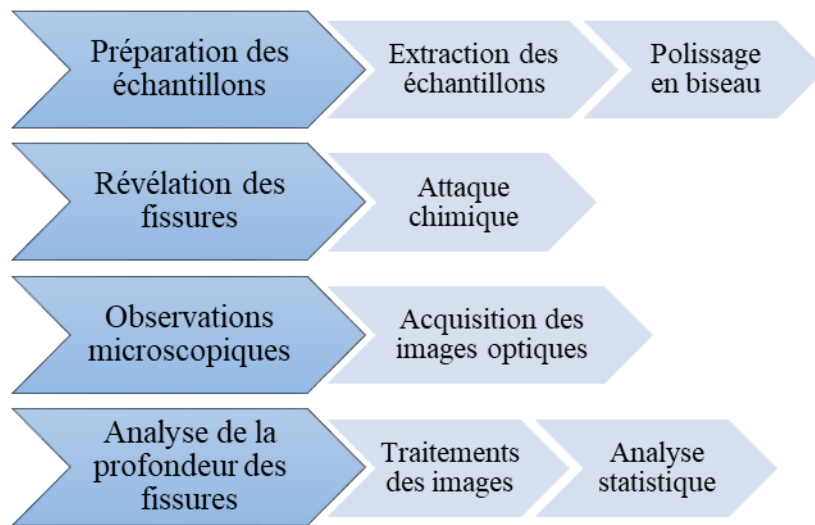 Préparation des
échantillons
Extraction des
échantillons
Polissage
en biseau
Révélation des
fissures
Attaque
chimique
Observations
microscopiques
Acquisition des
images optiques
Analyse de la
profondeur des
fissures
Traitements
des images
Analyse
statistique